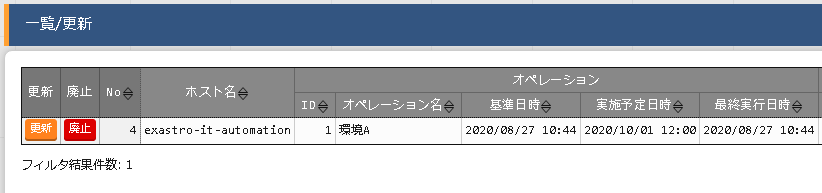 一覧/更新
更新 廃止 No ホスト名 オペレーション
ID オペレーション名 基準日時 実施予定日時 最終実行日時
更新 廃止 4 exastro-it-automation 1 環境A 2020/08/27 10:44 2020/10/01 12:00 2020/08/27 10:44
フィルタ結果件数: 1